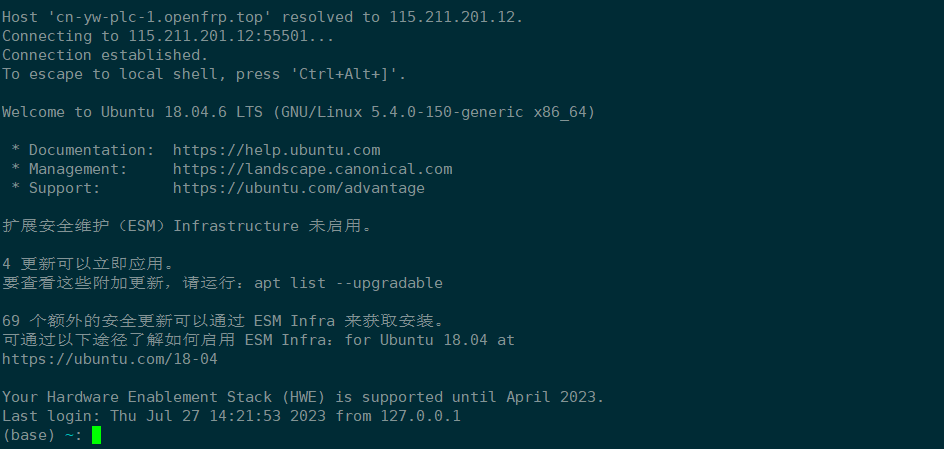 Host 'cn-yw-plc-1.openfrp.top' resolved to 115.211.201.12.
Connecting to 115.211.201.12:55501...
Connection established.
To escape to local shell, press 'Ctrl+Alt+]'.
Welcome to Ubuntu 18.04.6 LTS (GNU/Linux 5.4.0-150-generic x86_64)
* Documentation:  https://help.ubuntu.com
* Management:     https://landscape.canonical.com
* Support:        https://ubuntu.com/advantage
扩展安全维护（ESM）Infrastructure 未启用。
4 更新可以立即应用。
要查看这些附加更新，请运行：apt list --upgradable
69 个额外的安全更新可以通过 ESM Infra 来获取安装。
可通过以下途径了解如何启用 ESM Infra：for Ubuntu 18.04 at
https://ubuntu.com/18-04
Your Hardware Enablement Stack (HWE) is supported until April 2023.
Last login: Thu Jul 27 14:21:53 2023 from 127.0.0.1
(base) ~: